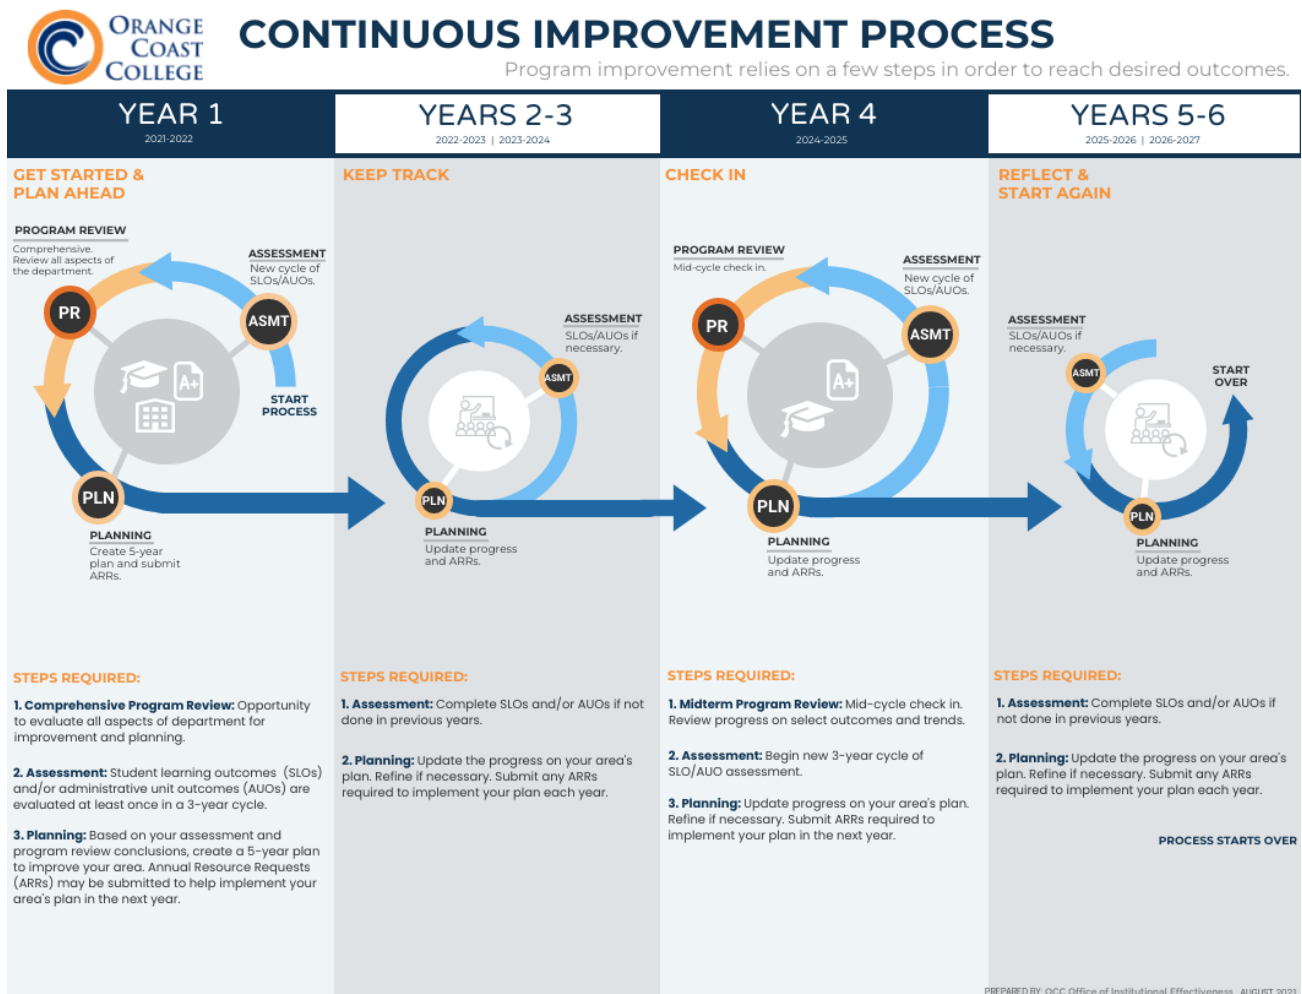 ORANGE
COAST
COLLEGE
CONTINUOUS IMPROVEMENT PROCESS
Program improvement relies on a few steps in order to reach desired outcomes.
YEAR 1
2021-2022
YEARS 2-3
2022-2023 | 2023-2024
YEAR 4
2024-2025
YEARS 5-6
2025-2026 | 2026-2027
GET STARTED &
PLAN AHEAD
PROGRAM REVIEW
Comprehensive.
Review all aspects of
the department.
ASSESSMENT
New cycle of
SLOs/AUOs.
PR
ASMT
A+
START
PROCESS
PLN
PLANNING
Create 5-year
plan and submit
ARRs.
KEEP TRACK
ASSESSMENT
SLOs/AUOs if
necessary.
ASMT
PLN
PLANNING
Update progress
and ARRs.
CHECK IN
PROGRAM REVIEW
Mid-cycle check in.
ASSESSMENT
New cycle of
SLOs/AUOs.
PR
ASMT
A+
PLN
PLANNING
Update progress
and ARRs.
REFLECT &
START AGAIN
ASSESSMENT
SLOs/AUOs if
necessary.
ASMT
START
OVER
PLN
PLANNING
Update progress
and ARRs.
STEPS REQUIRED:
1. Comprehensive Program Review: Opportunity
to evaluate all aspects of department for
improvement and planning.
2. Assessment: Student learning outcomes (SLOs)
and/or administrative unit outcomes (AUOs) are
evaluated at least once in a 3-year cycle.
3. Planning: Based on your assessment and
program review conclusions, create a 5-year plan
to improve your area. Annual Resource Requests
(ARRs) may be submitted to help implement your
area's plan in the next year.
STEPS REQUIRED:
1. Assessment: Complete SLOs and/or AUOs if not
done in previous years.
2. Planning: Update the progress on your area's
plan. Refine if necessary. Submit any ARRs
required to implement your plan each year.
STEPS REQUIRED:
1. Midterm Program Review: Mid-cycle check in.
Review progress on select outcomes and trends.
2. Assessment: Begin new 3-year cycle of
SLO/AUO assessment.
3. Planning: Update progress on your area's plan.
Refine if necessary. Submit ARRs required to
implement your plan in the next year.
STEPS REQUIRED:
1. Assessment: Complete SLOs and/or AUOs if
not done in previous years.
2. Planning: Update the progress on your area's
plan. Refine if necessary. Submit any ARRs
required to implement your plan each year.
PROCESS STARTS OVER
PREPARED BY: OCC Office of Institutional Effectiveness AUGUST 2021